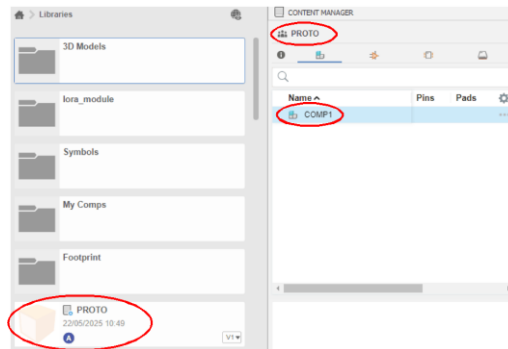 Libraries
3D Models
lora_module
Symbols
My Comps
Footprint
PROTO
22/05/2025 10:49
A
V1
CONTENT MANAGER
PROTO
Name
Pins
Pads
COMP1